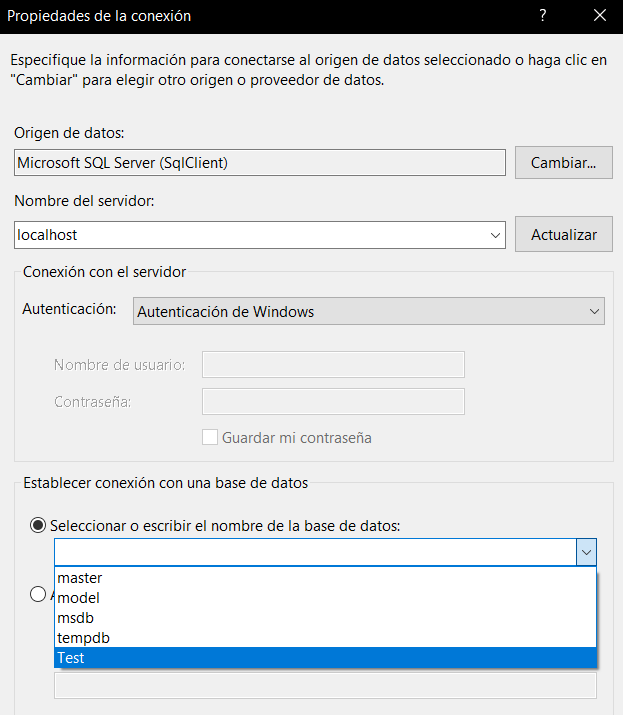 Propiedades de la conexión
?
Especifique la información para conectarse al origen de datos seleccionado o haga clic en
"Cambiar" para elegir otro origen o proveedor de datos.
Origen de datos:
Microsoft SQL Server (SqlClient)
Cambiar...
Nombre del servidor:
localhost
Actualizar
Conexión con el servidor
Autenticación:
Autenticación de Windows
Nombre de usuario:
Contraseña:
Guardar mi contraseña
Establecer conexión con una base de datos
Seleccionar o escribir el nombre de la base de datos:
master
model
msdb
tempdb
Test